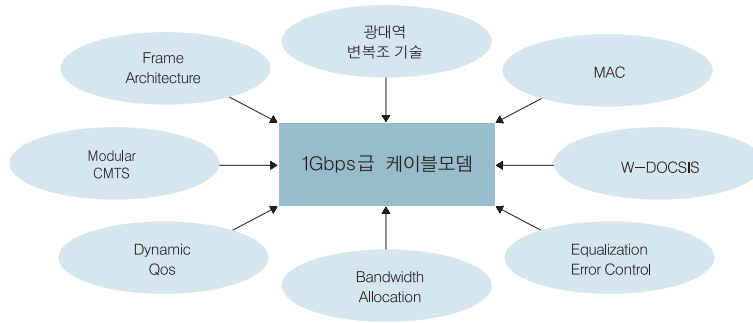 광대역
변복조 기술
Frame
Architecture
MAC
1Gbps급 케이블모뎀
Modular
CMTS
W-DOCSIS
Dynamic
Qos
Bandwidth
Allocation
Equalization
Error Control